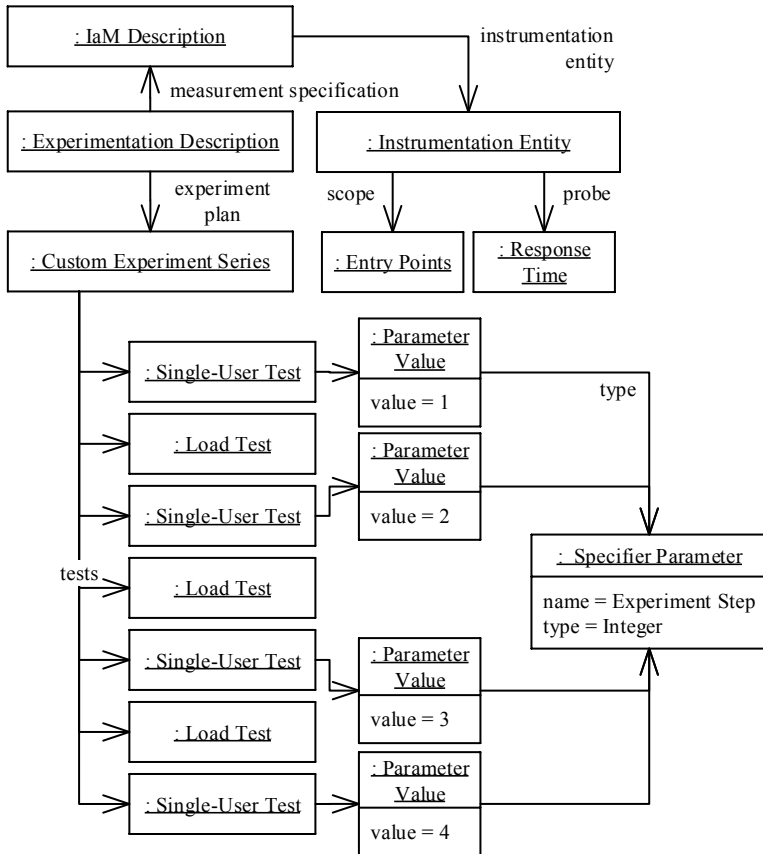 : IaM Description
instrumentation
entity
measurement specification
: Experimentation Description
: Instrumentation Entity
experiment
plan
scope
probe
: Custom Experiment Series
: Entry Points
: Response
Time
: Single-User Test
: Parameter
Value
value = 1
type
: Load Test
: Parameter
Value
value = 2
: Single-User Test
tests
: Load Test
: Specifier Parameter
name = Experiment Step
type = Integer
: Single-User Test
: Parameter
Value
value = 3
: Load Test
: Parameter
Value
value = 4
: Single-User Test